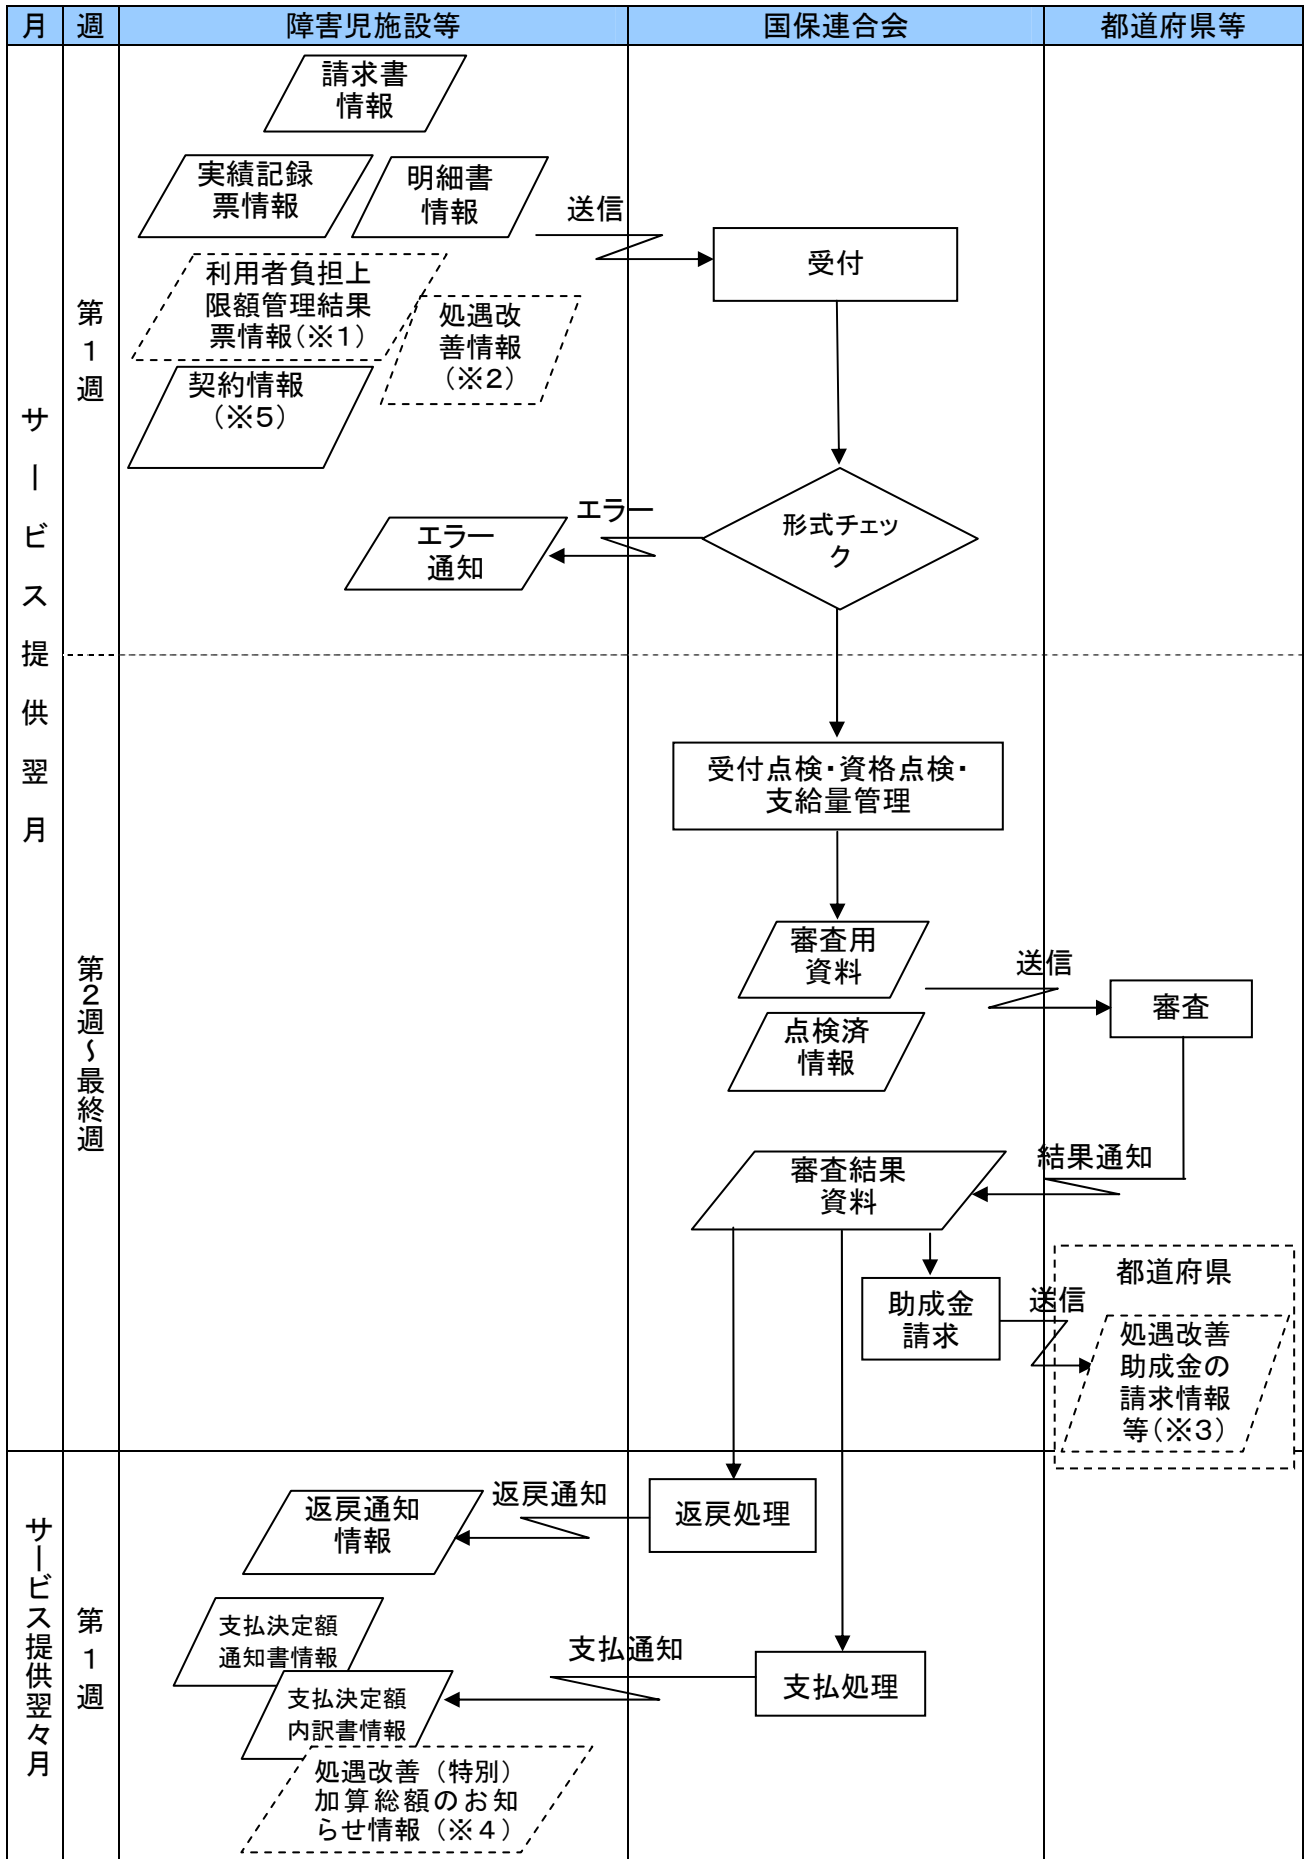 月 週 障害児施設等 国保連合会 都道府県等
サービス提供翌月
第1週
請求書
情報
実績記録
票情報
明細書
情報
送信
受付
利用者負担上
限額管理結果
票情報(※1)
処遇改
善情報
(※2)
契約情報
(※5)
エラー
エラー
通知
形式チェッ
ク
第2週～最終週
受付点検・資格点検・
支給量管理
審査用
資料
送信
審査
点検済
情報
結果通知
審査結果
資料
都道府県
助成金
請求
送信
処遇改善
助成金の
請求情報
等(※3)
サービス提供翌々月
第1週
返戻通知
情報
返戻通知
返戻処理
支払決定額
通知書情報
支払通知
支払処理
支払決定額
内訳書情報
処遇改善（特別）
加算総額のお知
らせ情報（※４）